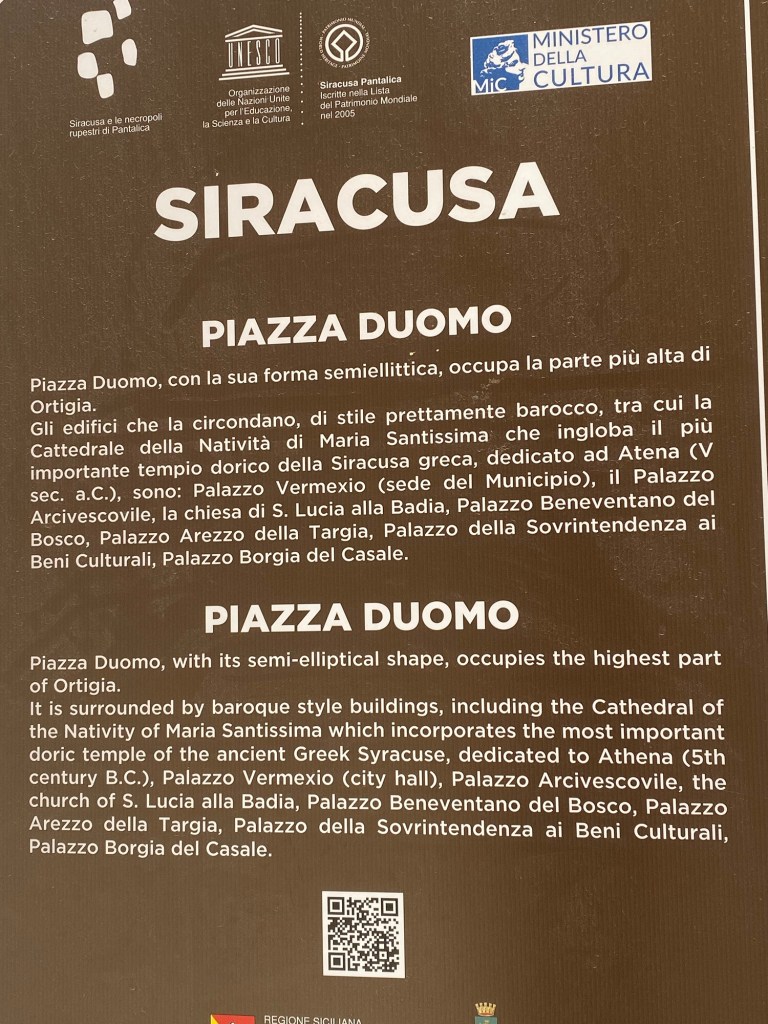 Siracusa e le necropoli
rupestri di Pantalica
UNESCO
Organizzazione
delle Nazioni Unite
per l'Educazione,
la Scienza e la Cultura
Siracusa Pantalica
Iscritte nella Lista
del Patrimonio Mondiale
nel 2005
MiC
MINISTERO
DELLA
CULTURA
SIRACUSA
PIAZZA DUOMO
Piazza Duomo, con la sua forma semiellittica, occupa la parte più alta di
Ortigia.
Gli edifici che la circondano, di stile prettamente barocco, tra cui la
Cattedrale della Natività di Maria Santissima che ingloba il più
importante tempio dorico della Siracusa greca, dedicato ad Atena (V
sec. a.C.), sono: Palazzo Vermexio (sede del Municipio), il Palazzo
Arcivescovile, la chiesa di S. Lucia alla Badia, Palazzo Beneventano del
Bosco, Palazzo Arezzo della Targia, Palazzo della Sovrintendenza ai
Beni Culturali, Palazzo Borgia del Casale.
PIAZZA DUOMO
Piazza Duomo, with its semi-elliptical shape, occupies the highest part
of Ortigia.
It is surrounded by baroque style buildings, including the Cathedral of
the Nativity of Maria Santissima which incorporates the most important
doric temple of the ancient Greek Syracuse, dedicated to Athena (5th
century B.C.), Palazzo Vermexio (city hall), Palazzo Arcivescovile, the
church of S. Lucia alla Badia, Palazzo Beneventano del Bosco, Palazzo
Arezzo della Targia, Palazzo della Sovrintendenza ai Beni Culturali,
Palazzo Borgia del Casale.
REGIONE SICILIANA